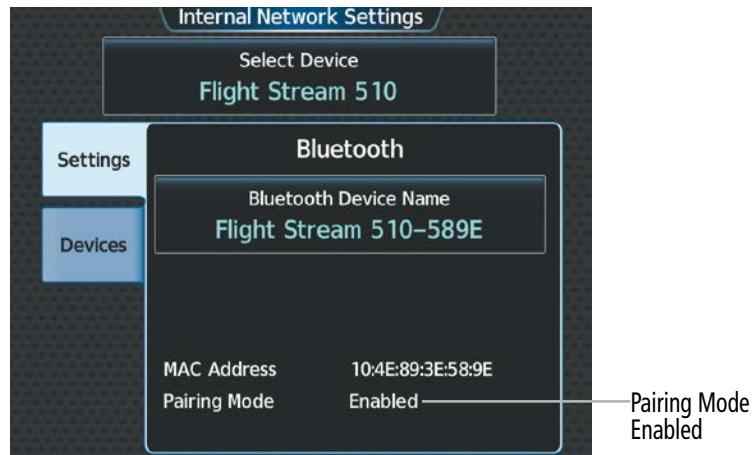 Internal Network Settings
Select Device
Flight Stream 510
Settings
Devices
Bluetooth
Bluetooth Device Name
Flight Stream 510-589E
MAC Address 10:4E:89:3E:58:9E
Pairing Mode Enabled
Pairing Mode
Enabled